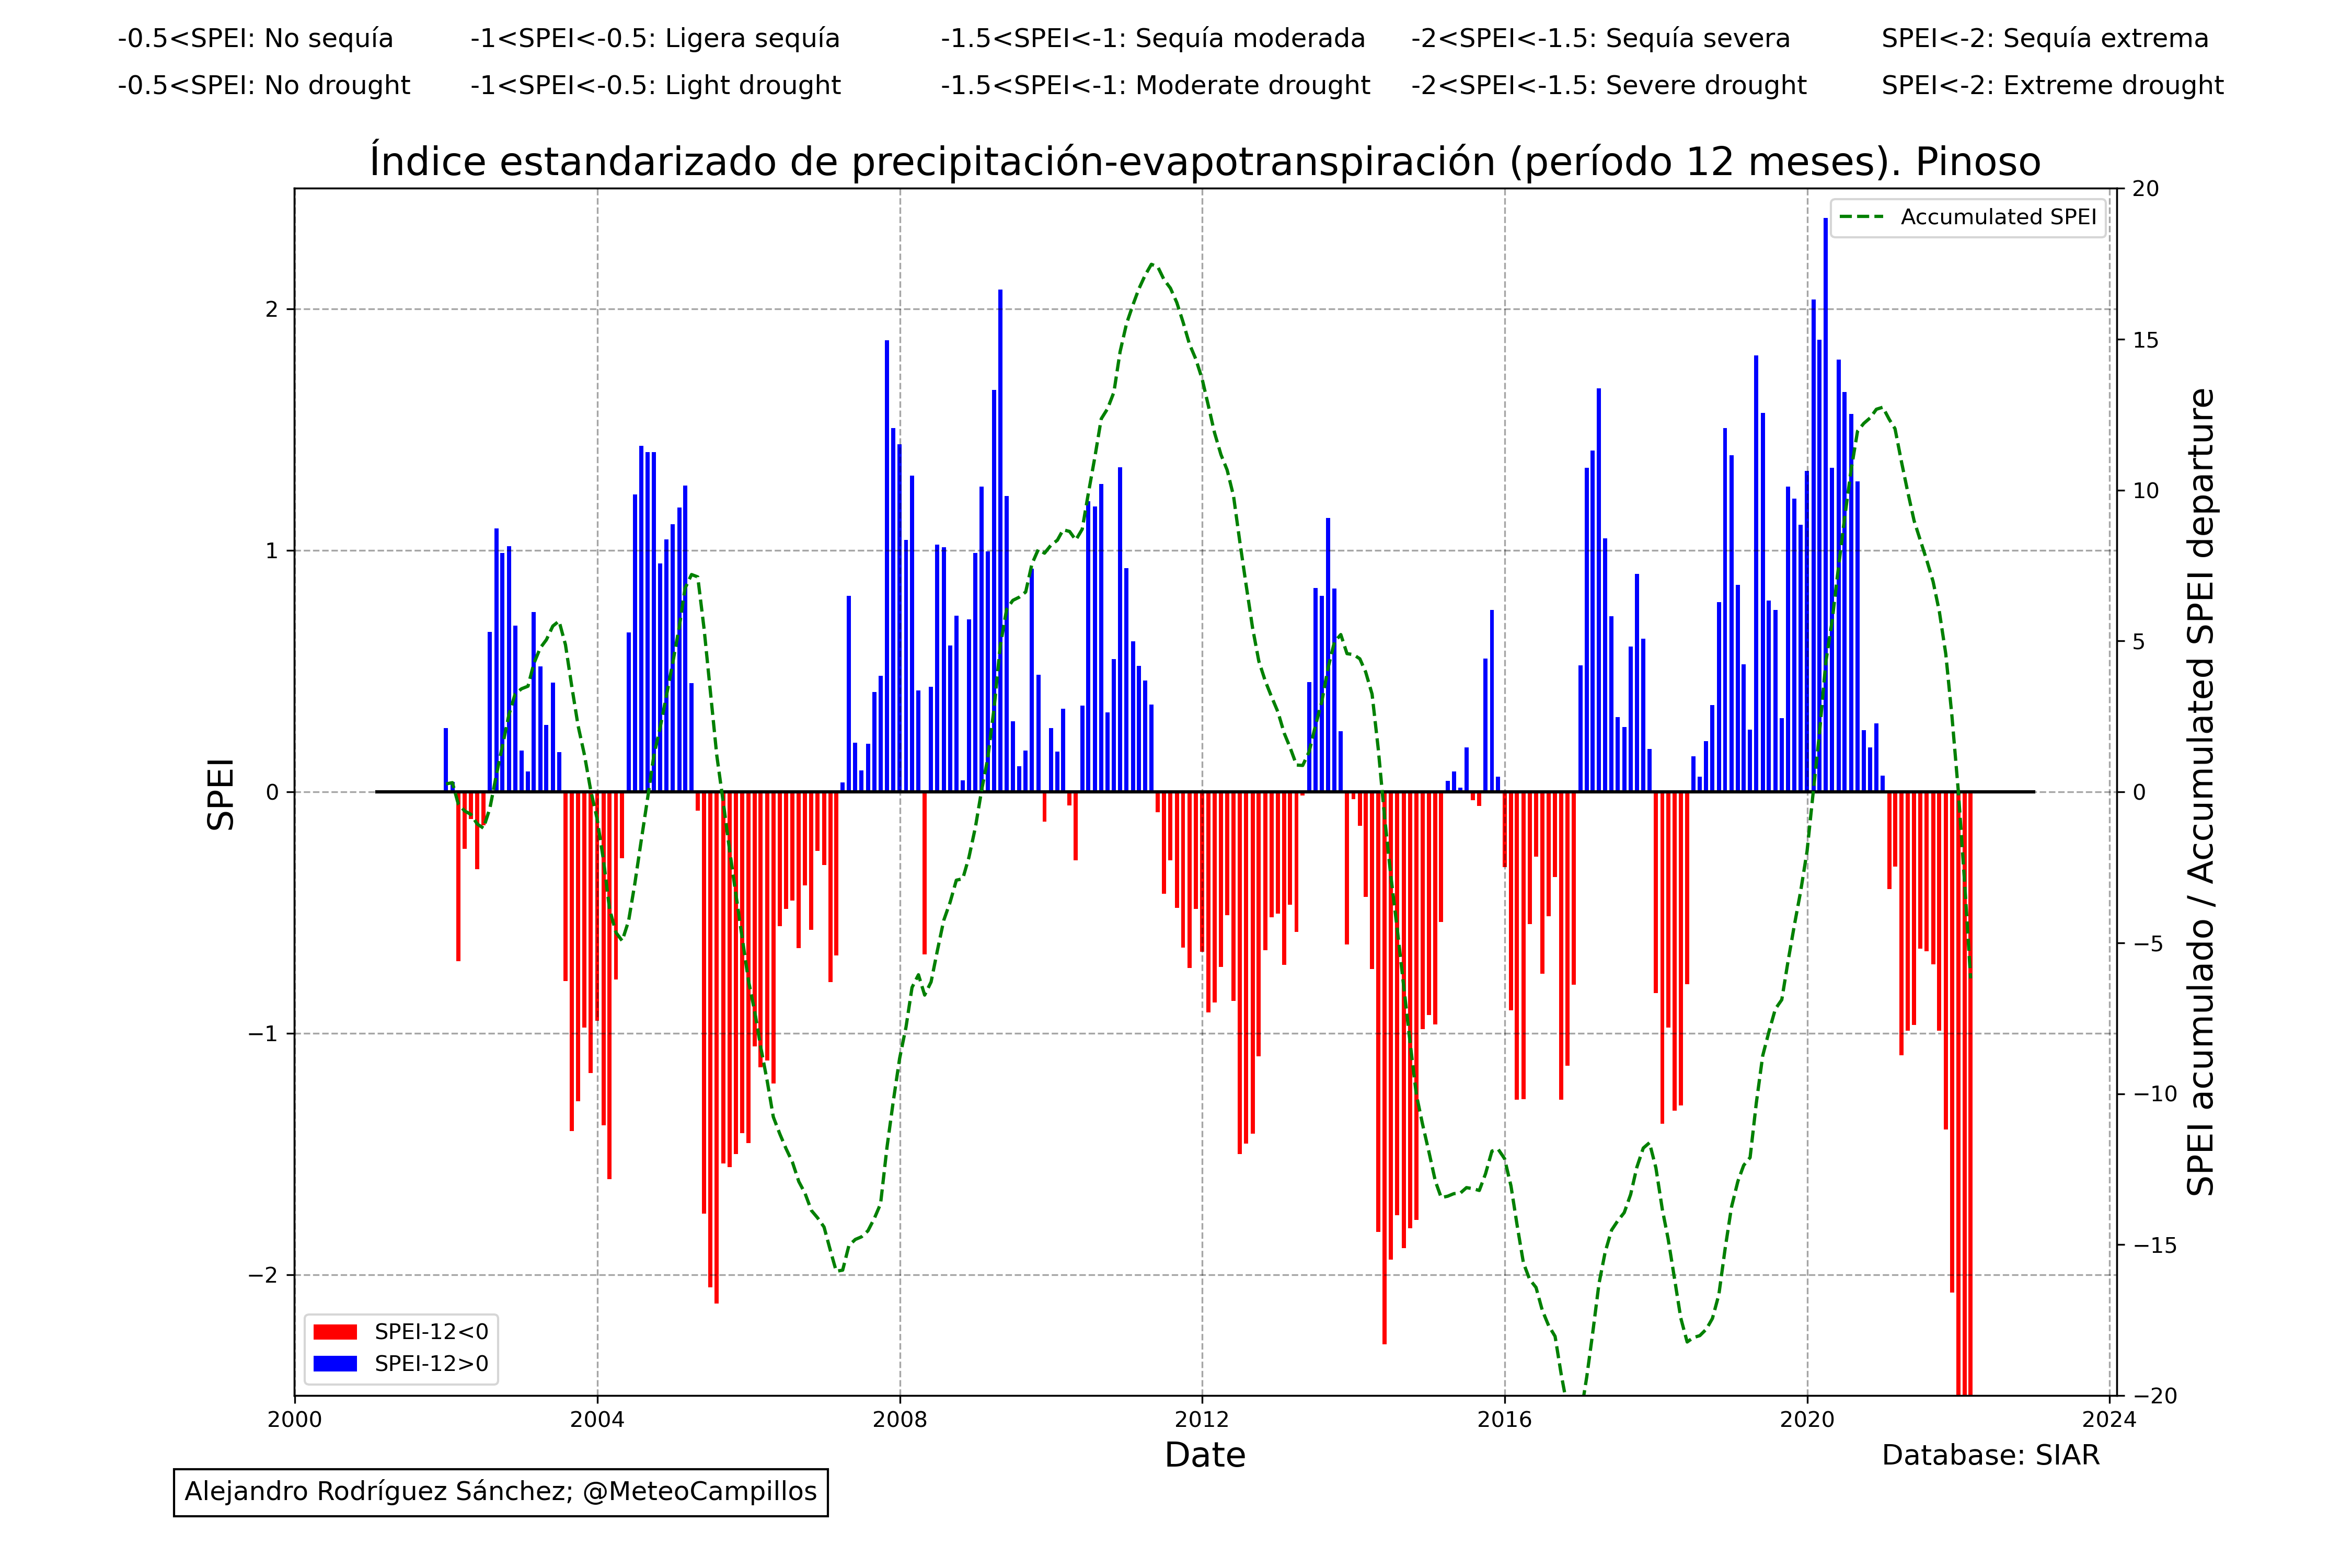 -0.5<SPEI: No sequía -1<SPEI<-0.5: Ligera sequía -1.5<SPEI<-1: Sequía moderada -2<SPEI<-1.5: Sequía severa SPEI<-2: Sequía extrema
-0.5<SPEI: No drought -1<SPEI<-0.5: Light drought -1.5<SPEI<-1: Moderate drought -2<SPEI<-1.5: Severe drought SPEI<-2: Extreme drought
Índice estandarizado de precipitación-evapotranspiración (período 12 meses). Pinoso
Accumulated SPEI
SPEI
2
1
0
−1
−2
20
15
10
5
0
−5
−10
−15
−20
SPEI acumulado / Accumulated SPEI departure
SPEI-12<0
SPEI-12>0
2000 2004 2008 2012 2016 2020 2024
Date
Database: SIAR
Alejandro Rodríguez Sánchez; @MeteoCampillos